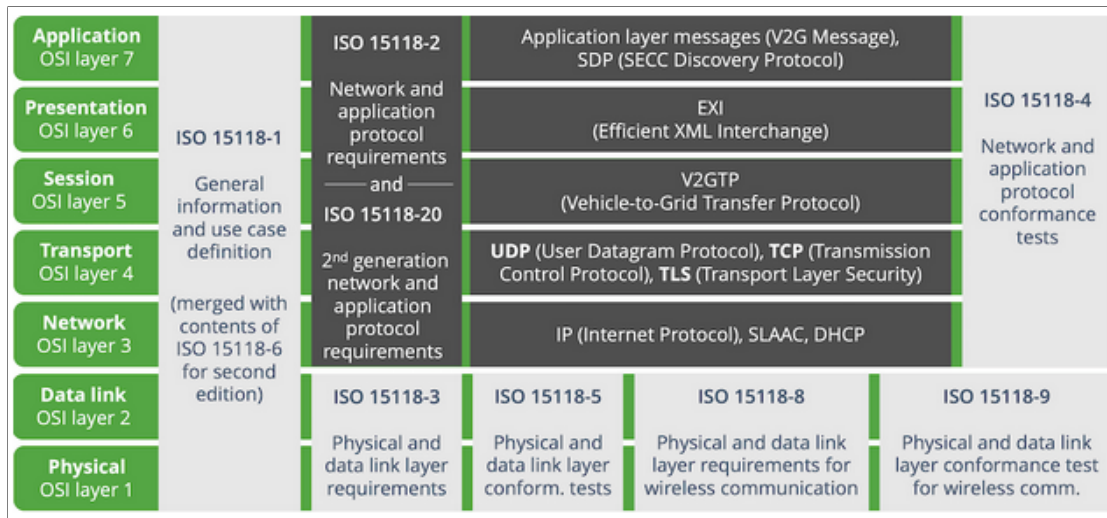 Application
OSI layer 7
Presentation
OSI layer 6
Session
OSI layer 5
Transport
OSI layer 4
Network
OSI layer 3
Data link
OSI layer 2
Physical
OSI layer 1
ISO 15118-1
General
information
and use case
definition
(merged with
contents of
ISO 15118-6
for second
edition)
ISO 15118-2
Network and
application
protocol
requirements
and
ISO 15118-20
2nd generation
network and
application
protocol
requirements
Application layer messages (V2G Message),
SDP (SECC Discovery Protocol)
EXI
(Efficient XML Interchange)
V2GTP
(Vehicle-to-Grid Transfer Protocol)
UDP (User Datagram Protocol), TCP (Transmission
Control Protocol), TLS (Transport Layer Security)
IP (Internet Protocol), SLAAC, DHCP
ISO 15118-4
Network and
application
protocol
conformance
tests
ISO 15118-3
Physical and
data link layer
requirements
ISO 15118-5
Physical and
data link layer
conform. tests
ISO 15118-8
Physical and data link
layer requirements for
wireless communication
ISO 15118-9
Physical and data link
layer conformance test
for wireless comm.